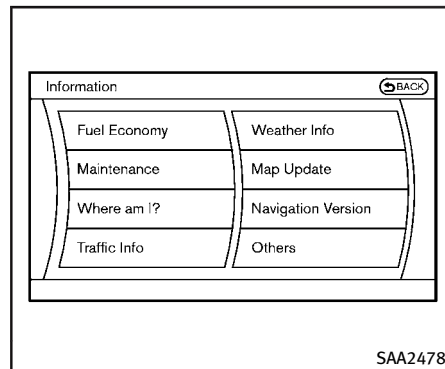 Information
BACK
Fuel Economy
Weather Info
Maintenance
Map Update
Where am I?
Navigation Version
Traffic Info
Others
SAA2478